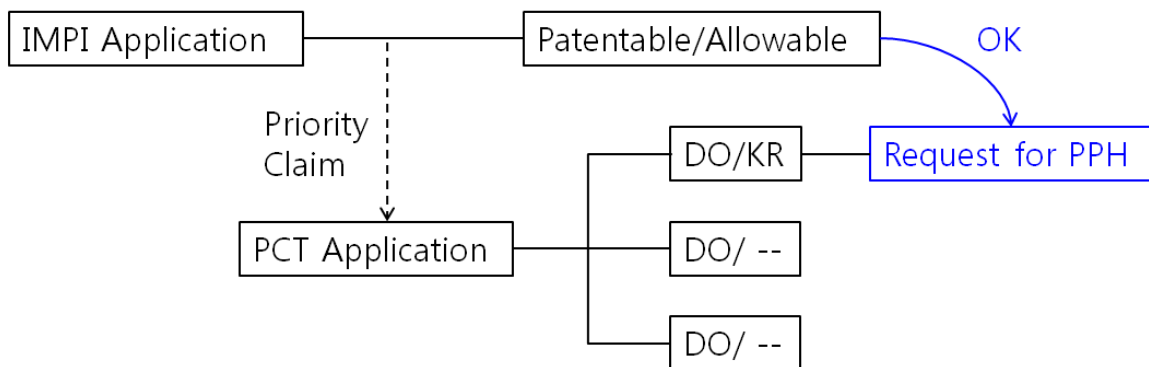 IMPI Application
Patentable/Allowable
OK
Priority
Claim
DO/KR
Request for PPH
PCT Application
DO/ --
DO/ --